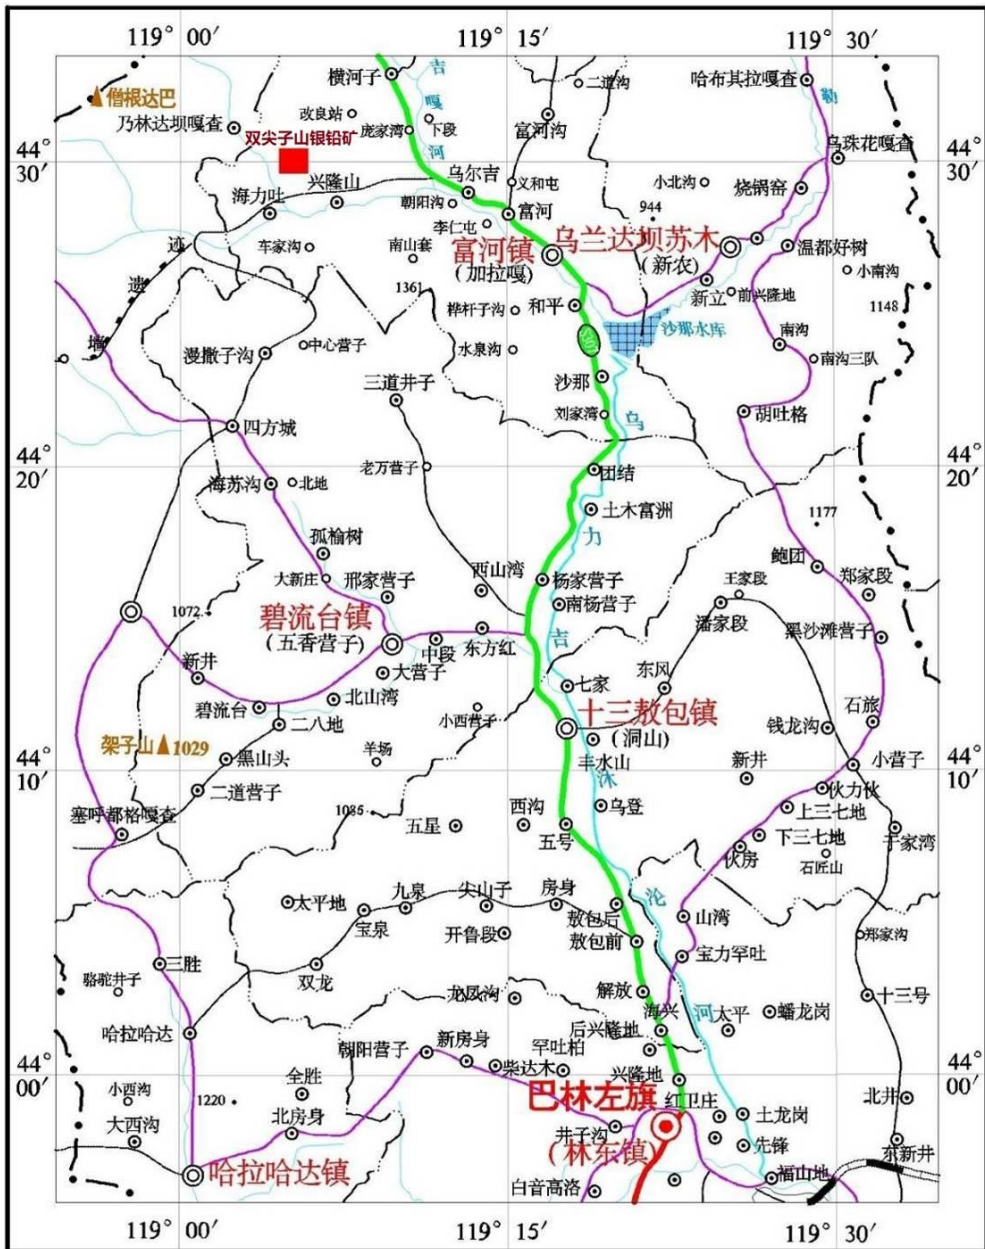 119° 00′
119° 15′
119° 30′
横河子
吉
哈布其拉嘎查
僧根达巴
二道沟
嘎
勒
改良站
下段
乃林达坝嘎查
庞家湾
富河沟
双尖子山银铅矿
河
乌珠花嘎查
44°
30′
44°
30′
兴隆山
乌尔吉
义和屯
小北沟
烧锅窑
海力吐
朝阳沟
富河
944
李仁屯
迹
车家沟
南山套
富河镇
乌兰达坝苏木
温都好树
(加拉嘎)
(新农)
小南沟
遗
1361
新立
前兴隆地
桦杆子沟
和平
1148
S307
沙那水库
南沟
墙
漫撒子沟
中心营子
水泉沟
南沟三队
三道井子
沙那
刘家湾
胡吐格
四方城
乌
44°
20′
老万营子
团结
44°
20′
海苏沟
北地
土木富洲
1177
力
孤榆树
鲍团
西山湾
大新庄
邢家营子
杨家营子
王家段
郑家段
1072
南杨营子
潘家段
碧流台镇
黑沙滩营子
(五香营子)
吉
中段
东方红
新井
大营子
东风
七家
北山湾
碧流台
小西营子
石旅
二八地
十三敖包镇
钱龙沟
(洞山)
架子山
1029
黑山头
羊场
丰水山
新井
小营子
44°
10′
44°
10′
二道营子
沐
伙力伙
塞呼都格嘎查
1085
五星
西沟
乌登
上三七地
五号
下三七地
于家湾
伙房
石匠山
太平地
九泉
尖山子
房身
沦
宝泉
敖包后
山湾
开鲁段
敖包前
郑家沟
三胜
宝力罕吐
双龙
骆驼井子
龙凤沟
解放
十三号
海兴
河
太平
蟠龙岗
哈拉哈达
后兴隆地
朝阳营子
新房身
罕吐柏
柴达木
兴隆地
44°
00′
44°
00′
小西沟
全胜
巴林左旗
红卫庄
北井
1220
土龙岗
大西沟
北房身
井子沟
(林东镇)
先锋
东新井
哈拉哈达镇
白音高洛
福山地
119° 00′
119° 15′
119° 30′